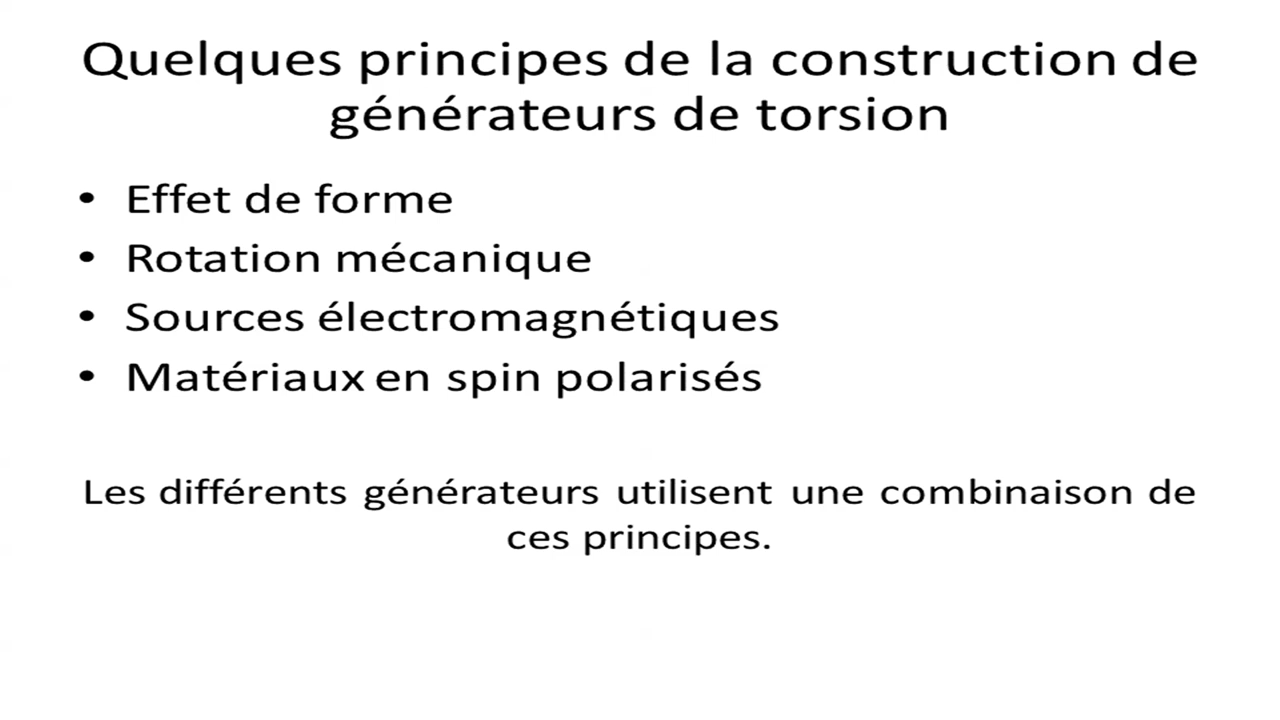 Quelques principes de la construction de
générateurs de torsion
• Effet de forme
• Rotation mécanique
• Sources électromagnétiques
• Matériaux en spin polarisés
Les différents générateurs utilisent une combinaison de
ces principes.